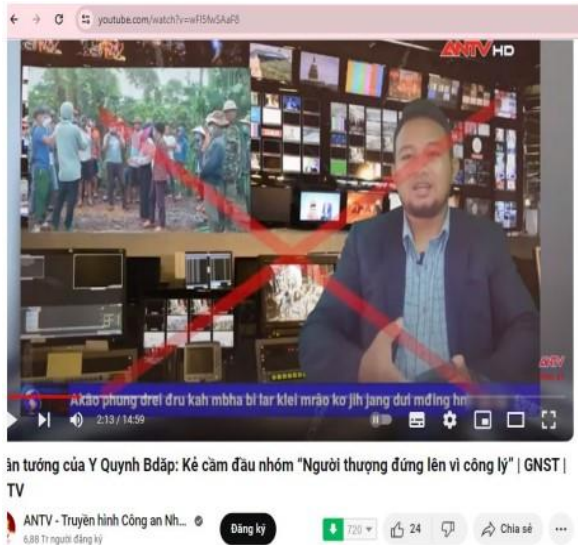 youtube.com/watch?v=wFI5fwSAaF8
ANTV HD
ANTV
Akâo phung drei dru kah mbha bi lar klei mrâo ko jih jang dưi mđing hn
2:13 / 14:59
ân tướng của Y Quynh Bdăp: Kẻ cầm đầu nhóm "Người thượng đứng lên vì công lý" | GNST |
TV
ANTV - Truyền hình Công an Nh...
6,88 Tr người đăng ký
Đăng ký
720
24
Chia sẻ